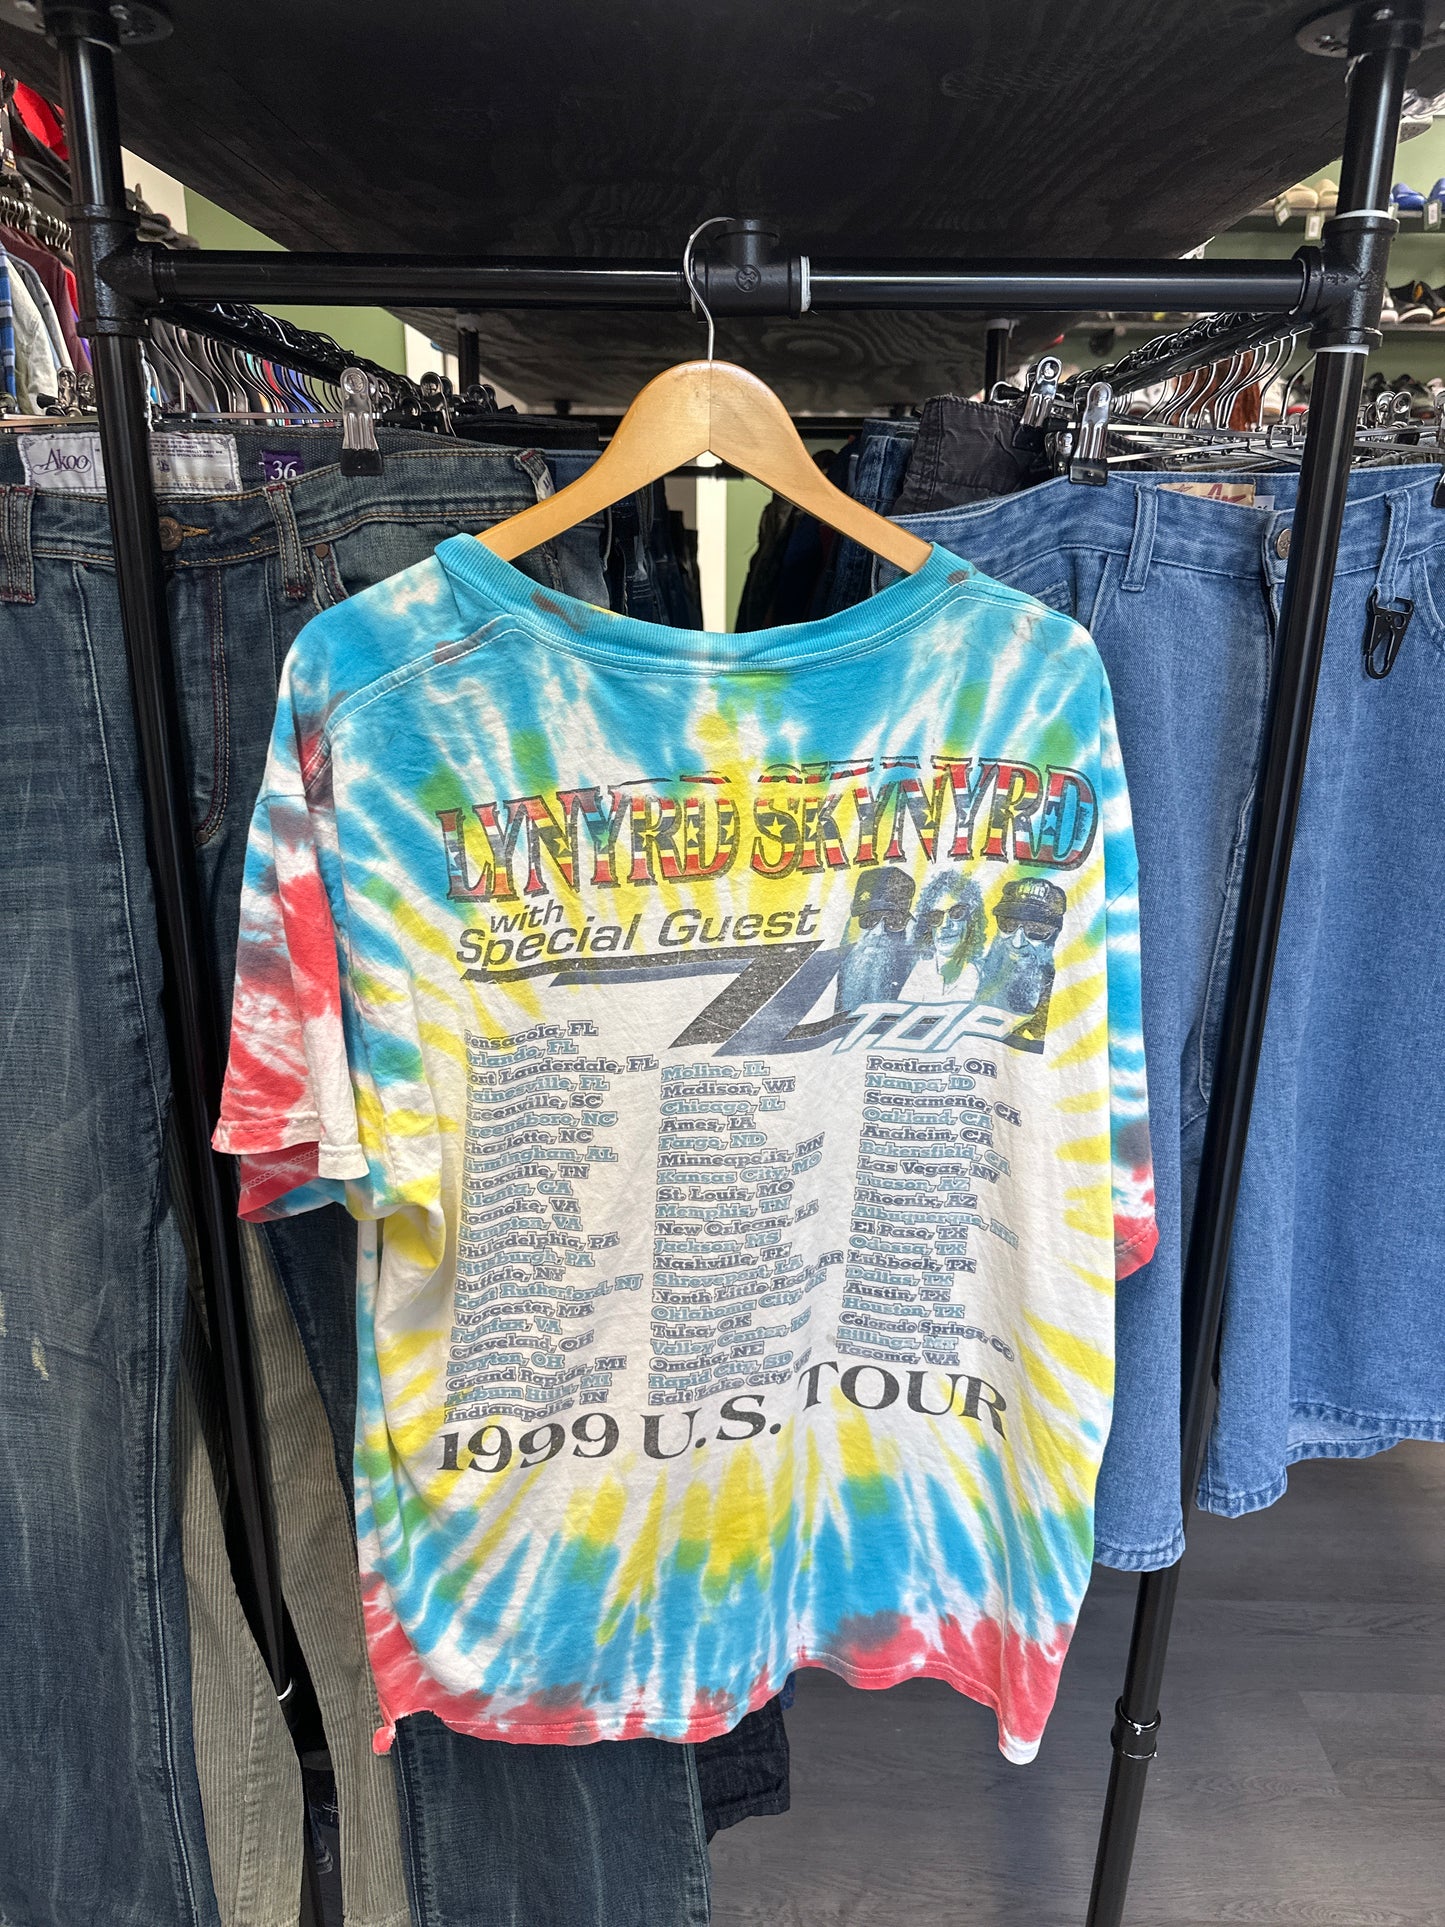 Akoo
36
LYNYRD SKYNYRD
with
Special Guest
ZZ
TOP
Pensacola, FL
Orlando, FL
Fort Lauderdale, FL
Gainesville, FL
Greenville, SC
Greensboro, NC
Charlotte, NC
Birmingham, AL
Knoxville, TN
Atlanta, GA
Roanoke, VA
Hampton, VA
Philadelphia, PA
Pittsburgh, PA
Buffalo, NY
East Rutherford, NJ
Worcester, MA
Fairfax, VA
Cleveland, OH
Dayton, OH
Grand Rapids, MI
Auburn Hills, MI
Indianapolis, IN
Moline, IL
Madison, WI
Chicago, IL
Ames, IA
Fargo, ND
Minneapolis, MN
Kansas City, MO
St. Louis, MO
Memphis, TN
New Orleans, LA
Jackson, MS
Nashville, TN
Shreveport, LA
North Little Rock, AR
Oklahoma City, OK
Tulsa, OK
Valley Center, KS
Omaha, NE
Rapid City, SD
Salt Lake City, UT
Portland, OR
Nampa, ID
Sacramento, CA
Oakland, CA
Anaheim, CA
Bakersfield, CA
Las Vegas, NV
Tucson, AZ
Phoenix, AZ
Albuquerque, NM
El Paso, TX
Odessa, TX
Lubbock, TX
Dallas, TX
Austin, TX
Houston, TX
Colorado Springs, CO
Billings, MT
Tacoma, WA
1999 U.S. TOUR